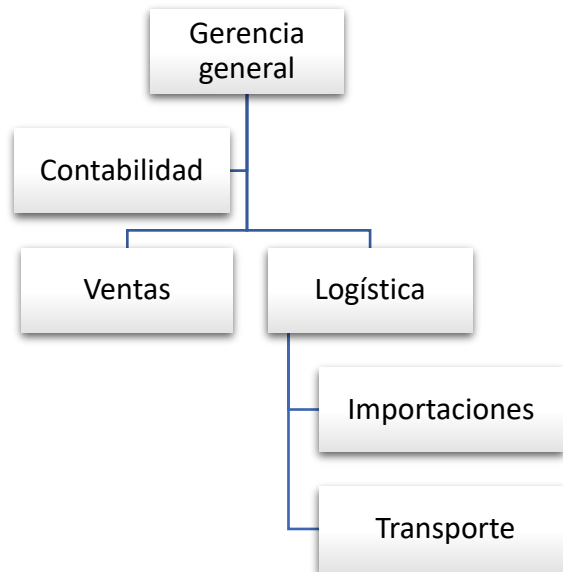 Gerencia
general
Contabilidad
Ventas
Logística
Importaciones
Transporte